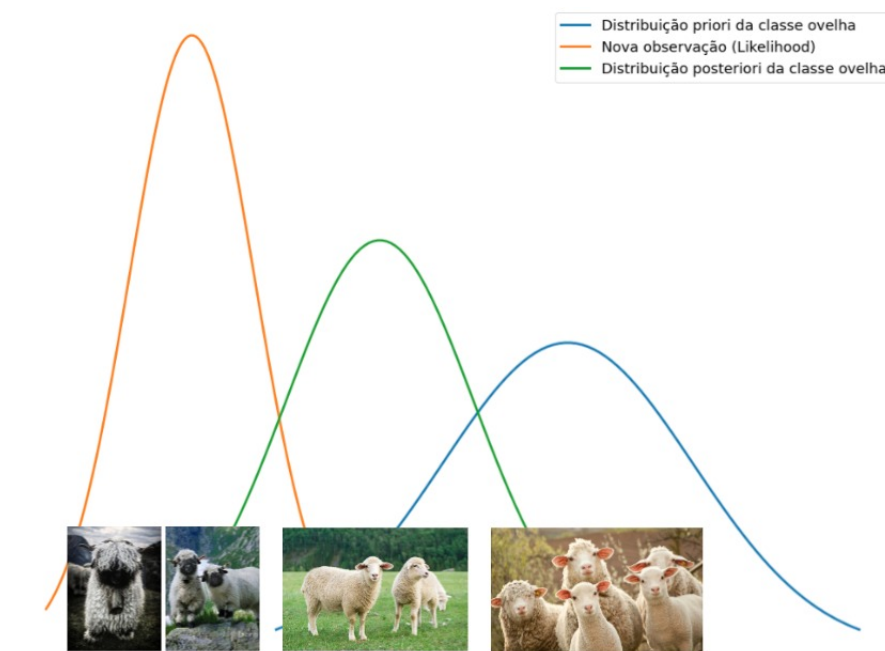 Distribuição priori da classe ovelha
Nova observação (Likelihood)
Distribuição posteriori da classe ovelha